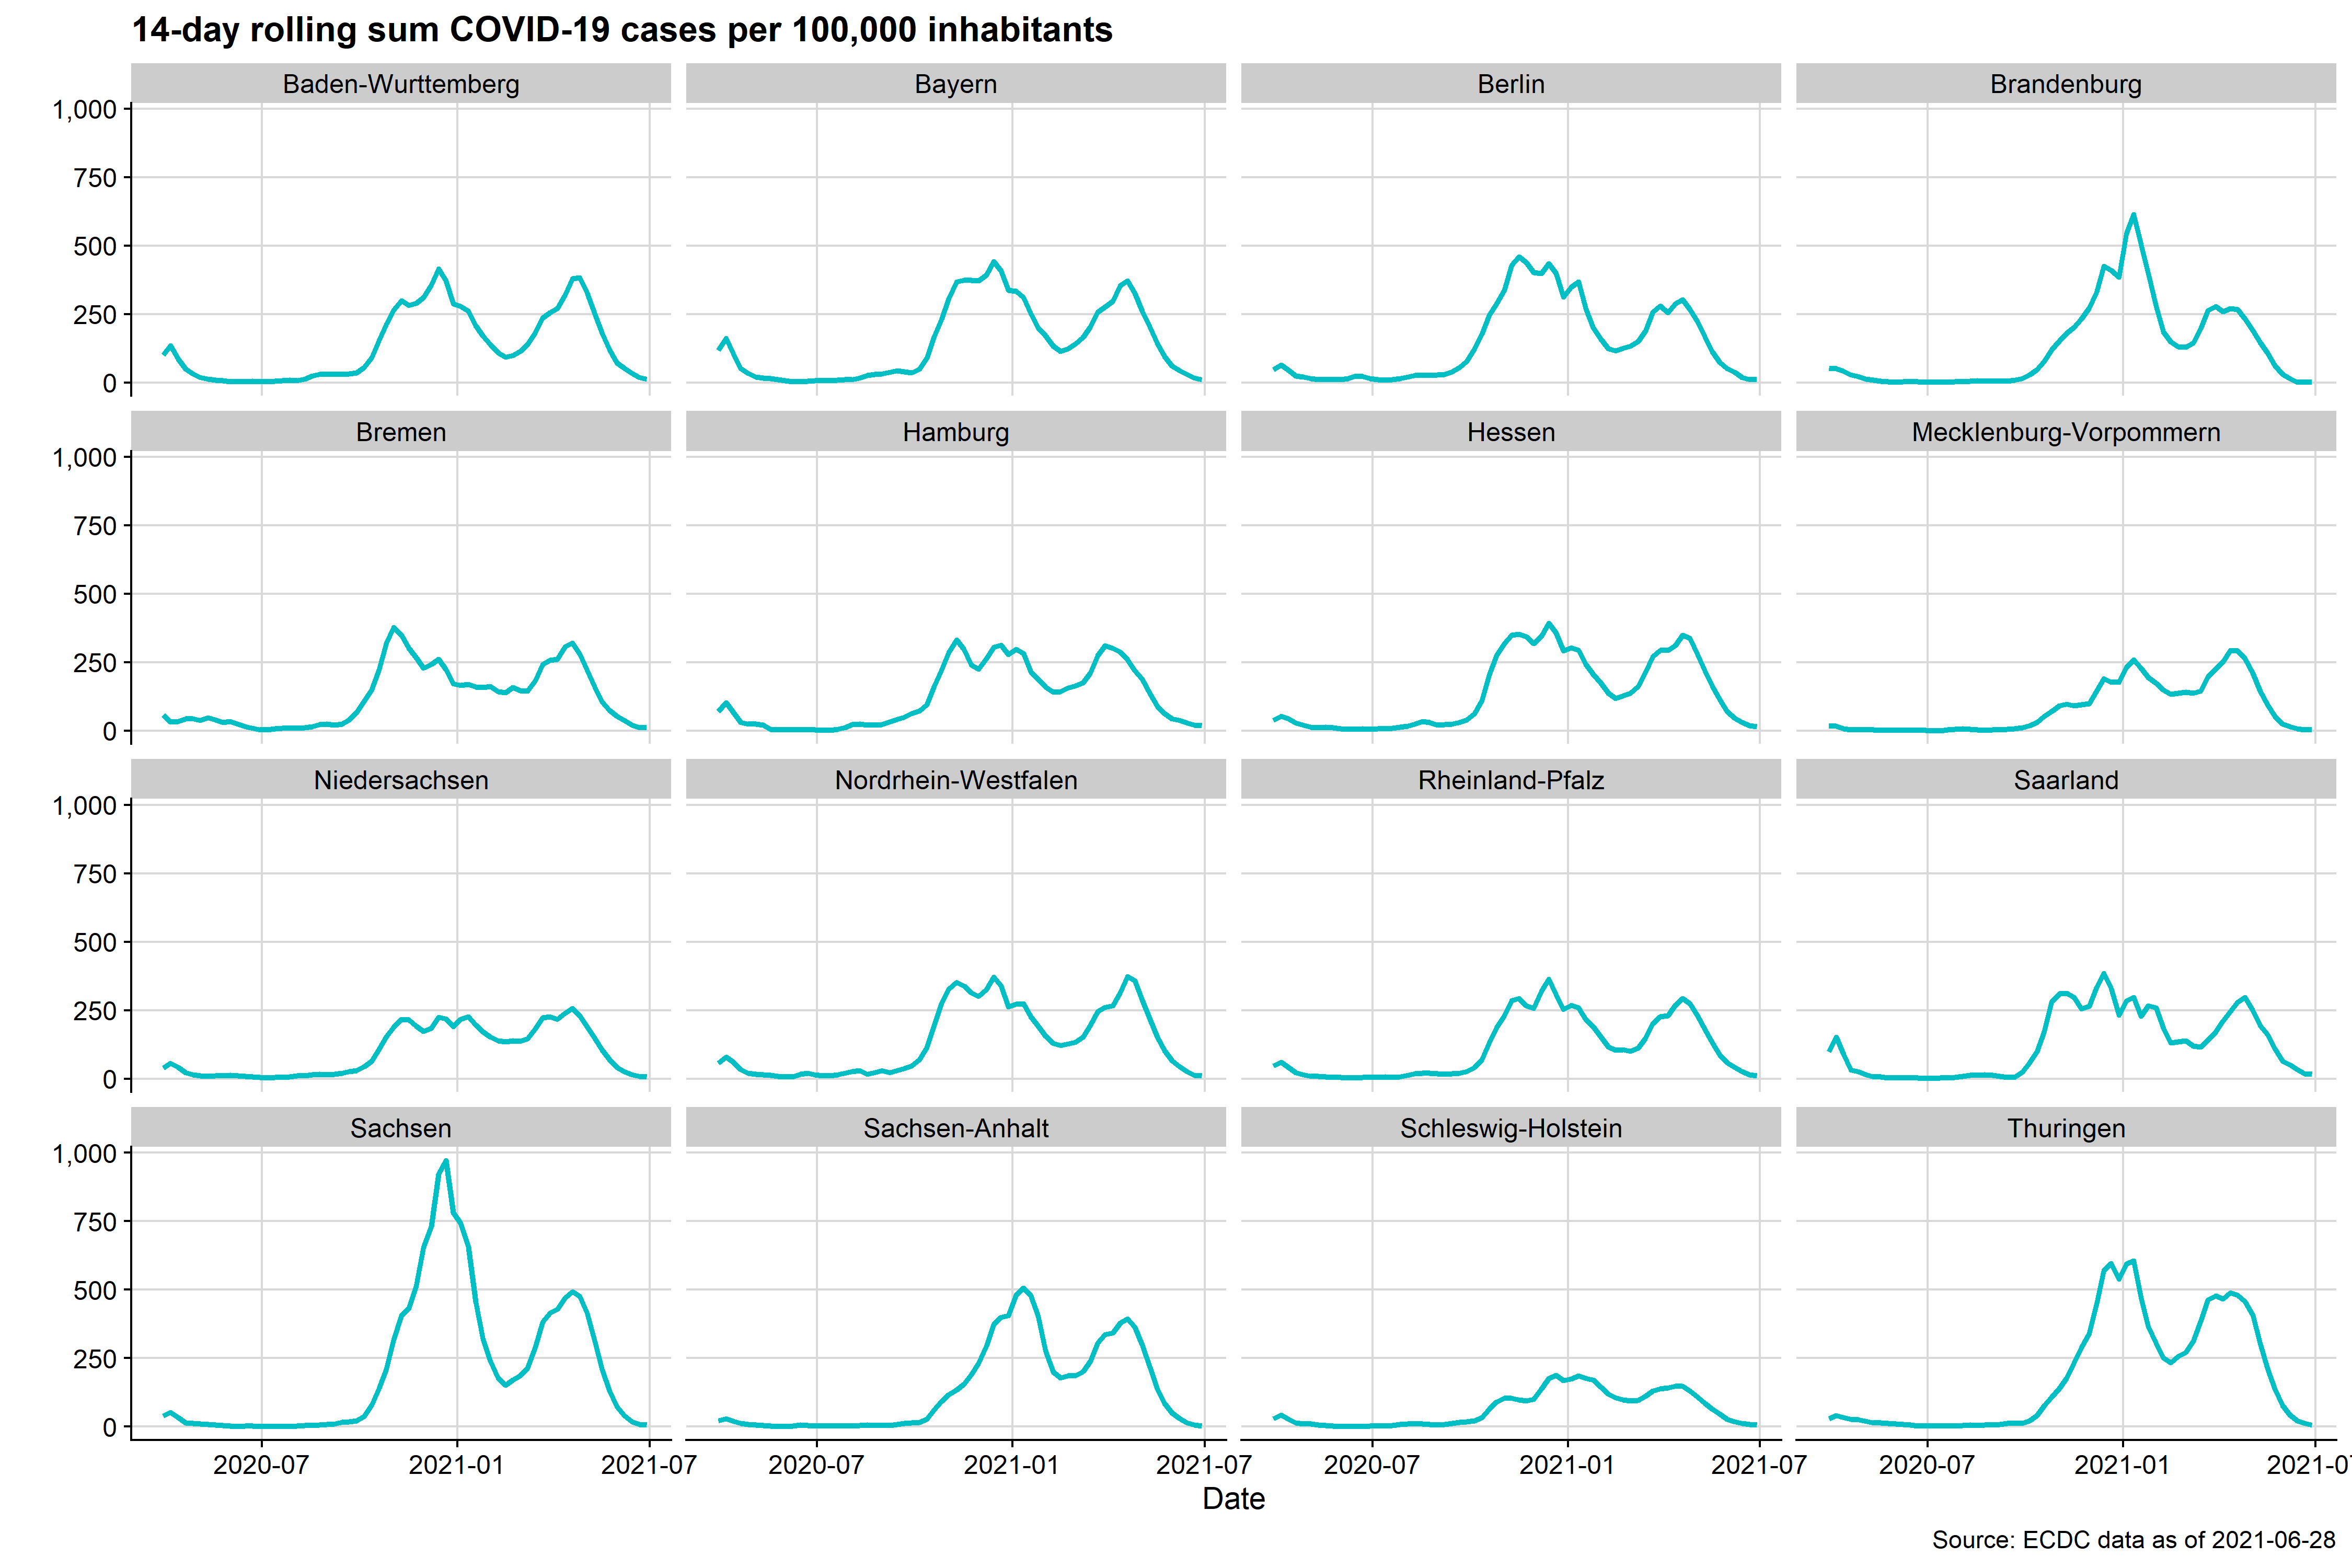 14-day rolling sum COVID-19 cases per 100,000 inhabitants
Baden-Wurttemberg
Bayern
Berlin
Brandenburg
1,000
750
500
250
0
Bremen
Hamburg
Hessen
Mecklenburg-Vorpommern
1,000
750
500
250
0
Niedersachsen
Nordrhein-Westfalen
Rheinland-Pfalz
Saarland
1,000
750
500
250
0
Sachsen
Sachsen-Anhalt
Schleswig-Holstein
Thuringen
1,000
750
500
250
0
2020-07 2021-01 2021-07
2020-07 2021-01 2021-07
2020-07 2021-01 2021-07
2020-07 2021-01 2021-07
Date
Source: ECDC data as of 2021-06-28